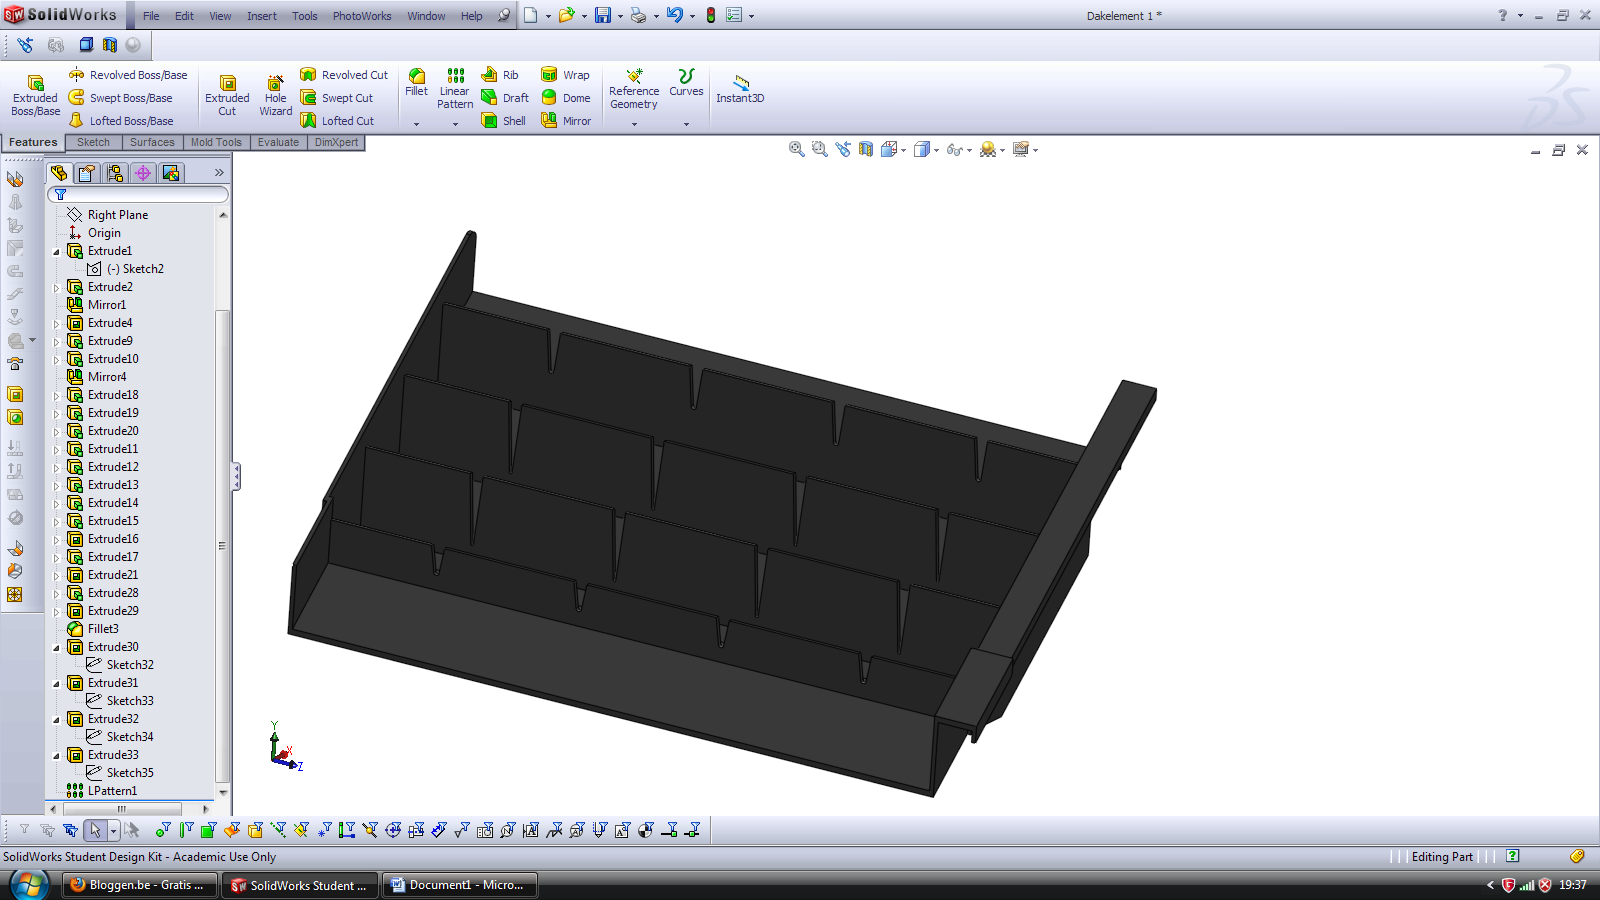 SolidWorks File Edit View Insert Tools PhotoWorks Window Help Dakelement 1 *
Extruded Boss/Base
Revolved Boss/Base
Swept Boss/Base
Lofted Boss/Base
Extruded Cut
Hole Wizard
Revolved Cut
Swept Cut
Lofted Cut
Fillet
Linear Pattern
Rib
Draft
Shell
Wrap
Dome
Mirror
Reference Geometry
Curves
Instant3D
Features Sketch Surfaces Mold Tools Evaluate DimXpert
Right Plane
Origin
Extrude1
(-) Sketch2
Extrude2
Mirror1
Extrude4
Extrude9
Extrude10
Mirror4
Extrude18
Extrude19
Extrude20
Extrude11
Extrude12
Extrude13
Extrude14
Extrude15
Extrude16
Extrude17
Extrude21
Extrude28
Extrude29
Fillet3
Extrude30
Sketch32
Extrude31
Sketch33
Extrude32
Sketch34
Extrude33
Sketch35
LPattern1
Y
X
Z
SolidWorks Student Design Kit - Academic Use Only Editing Part
Bloggen.be - Gratis ... SolidWorks Student ... Document1 - Micro... 19:37